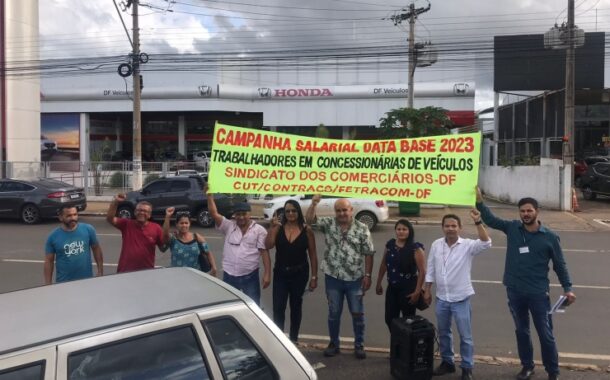 DF Veículos
HONDA
DF Veículos
CAMPANHA SALARIAL DATA BASE 2023
TRABALHADORES EM CONCESSIONÁRIAS DE VEÍCULOS
SINDICATO DOS COMERCIÁRIOS-DF
CUT/CONTRACS/FETRACOM-DF
new york